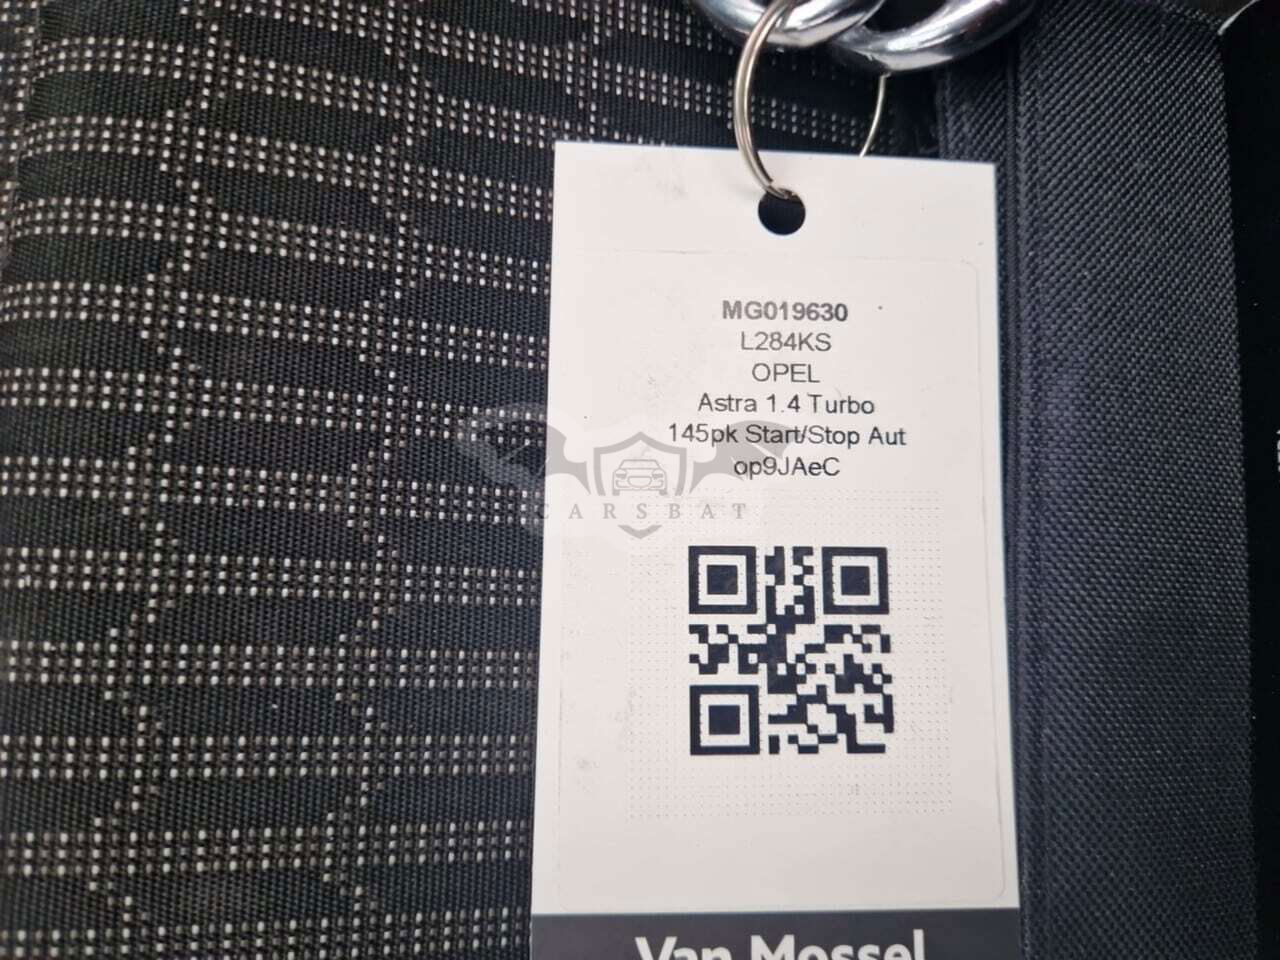 MG019630
L284KS
OPEL
Astra 1.4 Turbo
145pk Start/Stop Aut
op9JAeC
CARSBAT
Van Mossel